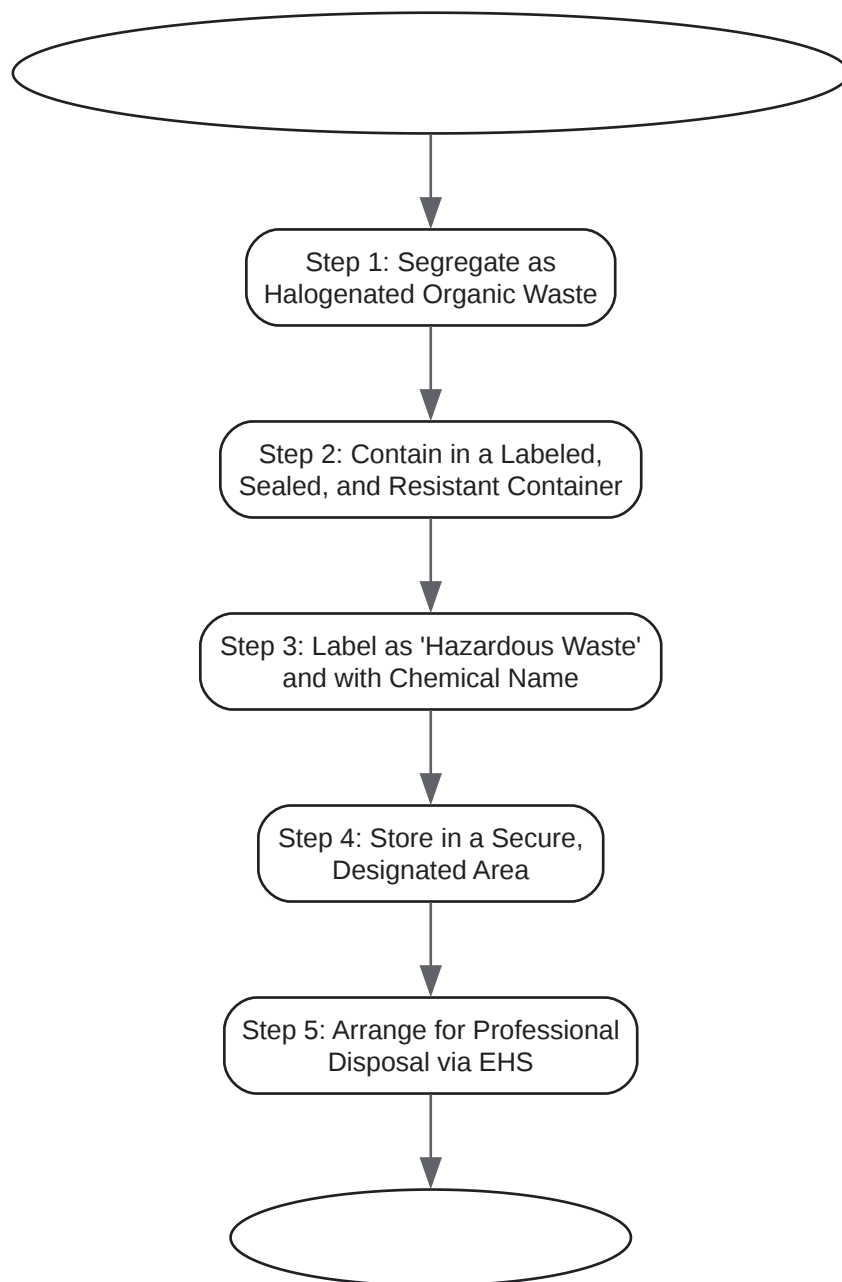 Step 1: Segregate as
Halogenated Organic Waste
Step 2: Contain in a Labeled,
Sealed, and Resistant Container
Step 3: Label as 'Hazardous Waste'
and with Chemical Name
Step 4: Store in a Secure,
Designated Area
Step 5: Arrange for Professional
Disposal via EHS